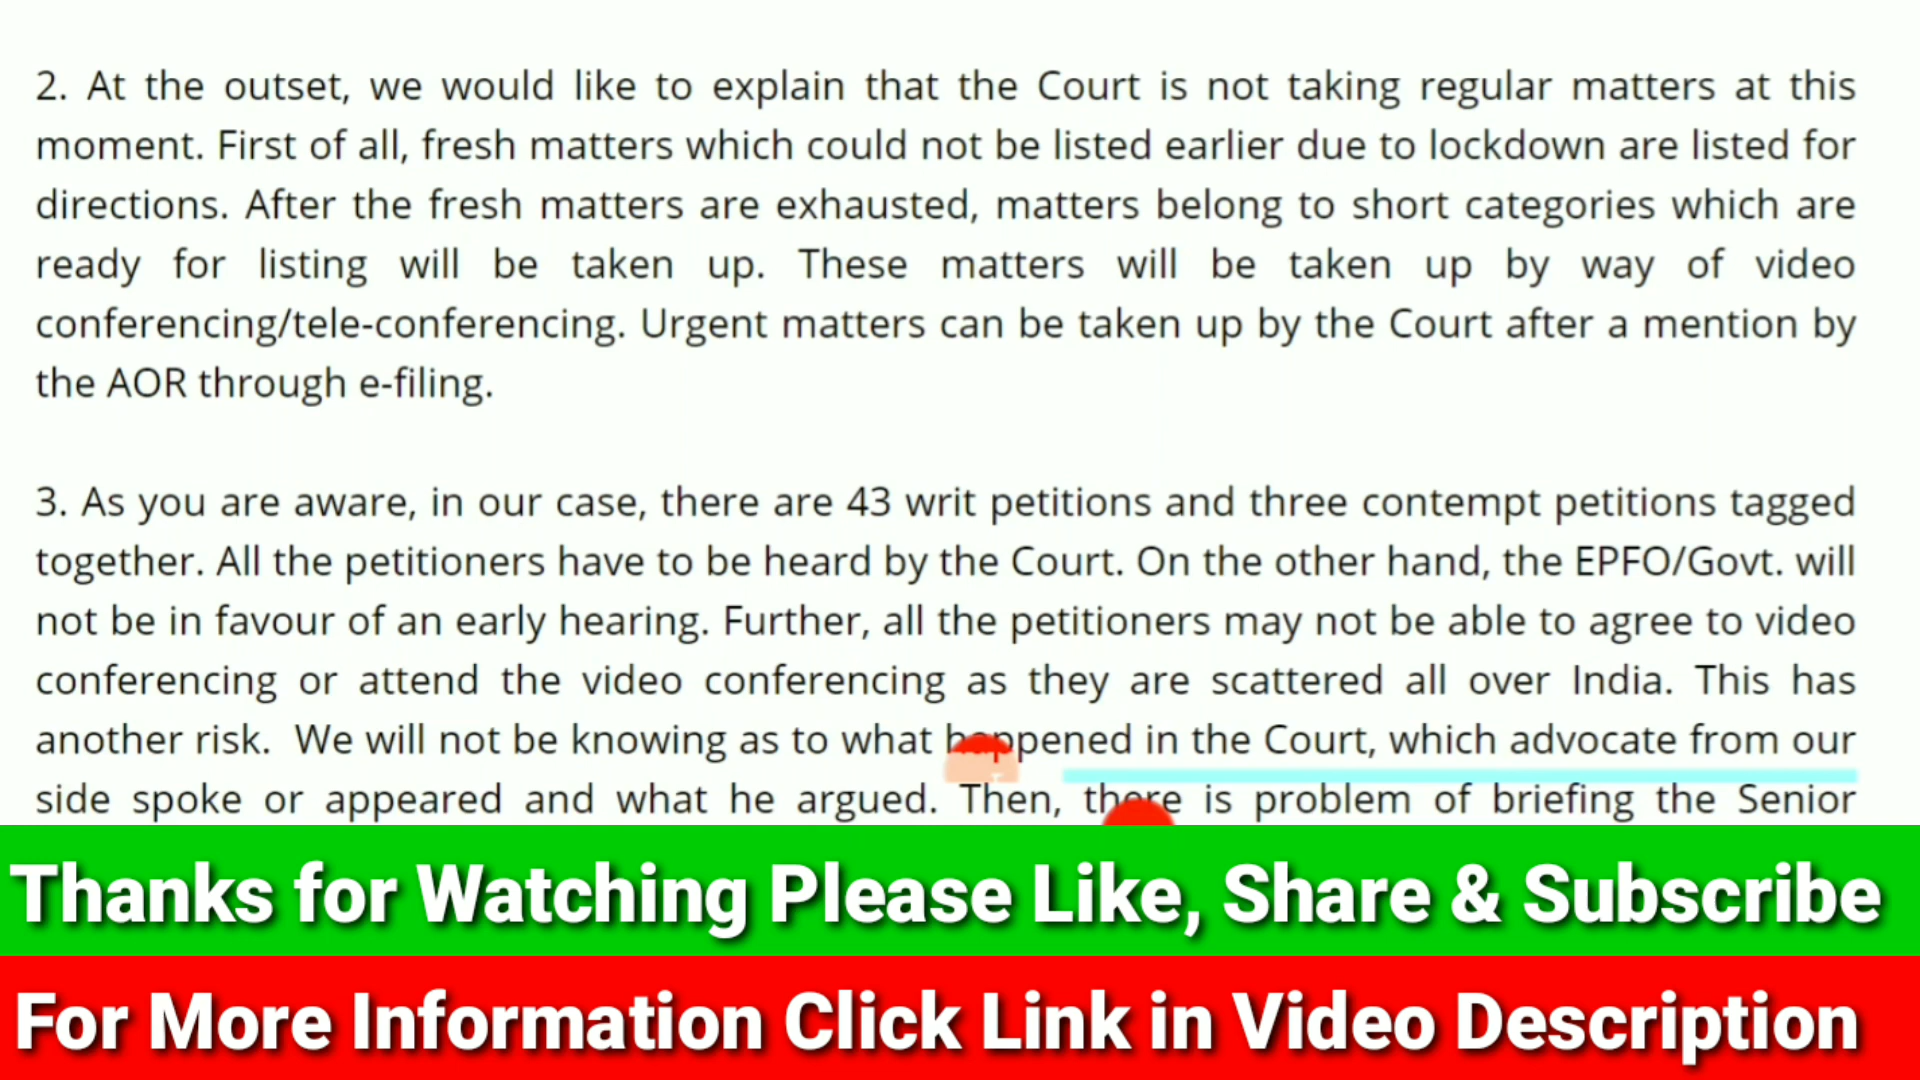 2. At the outset, we would like to explain that the Court is not taking regular matters at this
moment. First of all, fresh matters which could not be listed earlier due to lockdown are listed for
directions. After the fresh matters are exhausted, matters belong to short categories which are
ready for listing will be taken up. These matters will be taken up by way of video
conferencing/tele-conferencing. Urgent matters can be taken up by the Court after a mention by
the AOR through e-filing.
3. As you are aware, in our case, there are 43 writ petitions and three contempt petitions tagged
together. All the petitioners have to be heard by the Court. On the other hand, the EPFO/Govt. will
not be in favour of an early hearing. Further, all the petitioners may not be able to agree to video
conferencing or attend the video conferencing as they are scattered all over India. This has
another risk. We will not be knowing as to what happened in the Court, which advocate from our
side spoke or appeared and what he argued. Then, there is problem of briefing the Senior
Thanks for Watching Please Like, Share & Subscribe
For More Information Click Link in Video Description